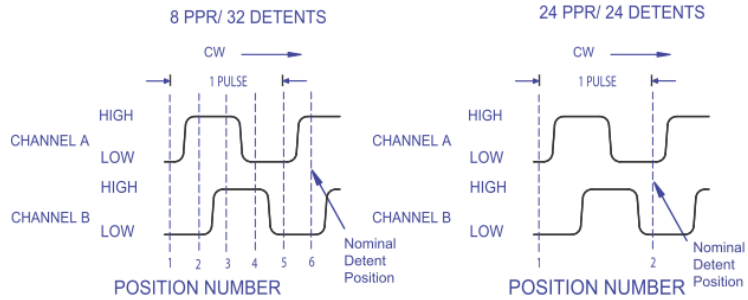 8 PPR/ 32 DETENTS
CW
1 PULSE
HIGH
CHANNEL A
LOW
HIGH
CHANNEL B
LOW
1 2 3 4 5 6
Nominal
Detent
Position
POSITION NUMBER
24 PPR/ 24 DETENTS
CW
1 PULSE
HIGH
CHANNEL A
LOW
HIGH
CHANNEL B
LOW
1 2
Nominal
Detent
Position
POSITION NUMBER